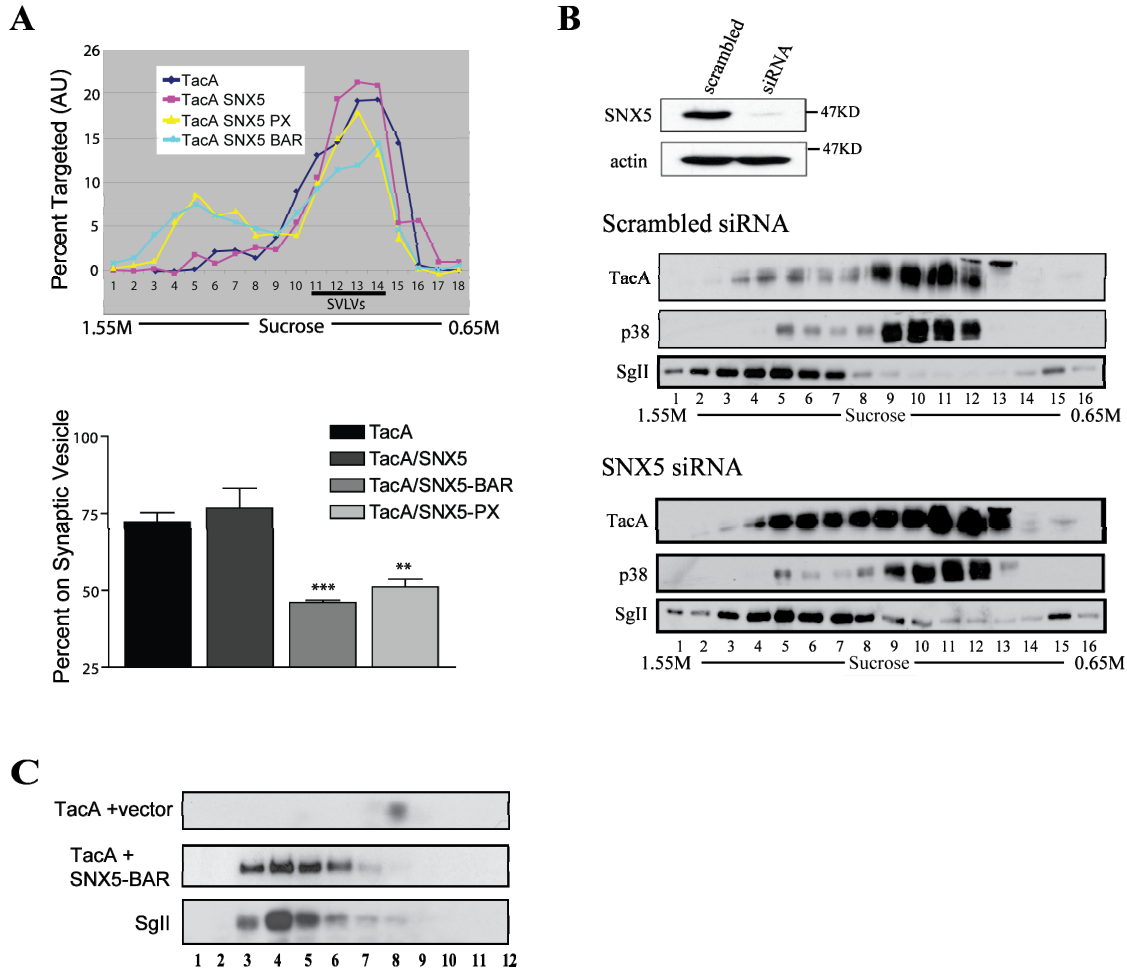 A
Percent Targeted (AU)
26
20
15
10
5
0
TacA
TacA SNX5
TacA SNX5 PX
TacA SNX5 BAR
1 2 3 4 5 6 7 8 9 10 11 12 13 14 15 16 17 18
SVLVs
1.55M Sucrose 0.65M
Percent on Synaptic Vesicle
100
75
50
25
TacA
TacA/SNX5
TacA/SNX5-BAR
TacA/SNX5-PX
***
**
B
scrambled
siRNA
SNX5 47KD
actin 47KD
Scrambled siRNA
TacA
p38
SgII
1 2 3 4 5 6 7 8 9 10 11 12 13 14 15 16
1.55M Sucrose 0.65M
SNX5 siRNA
TacA
p38
SgII
1 2 3 4 5 6 7 8 9 10 11 12 13 14 15 16
1.55M Sucrose 0.65M
C
TacA +vector
TacA +
SNX5-BAR
SgII
1 2 3 4 5 6 7 8 9 10 11 12